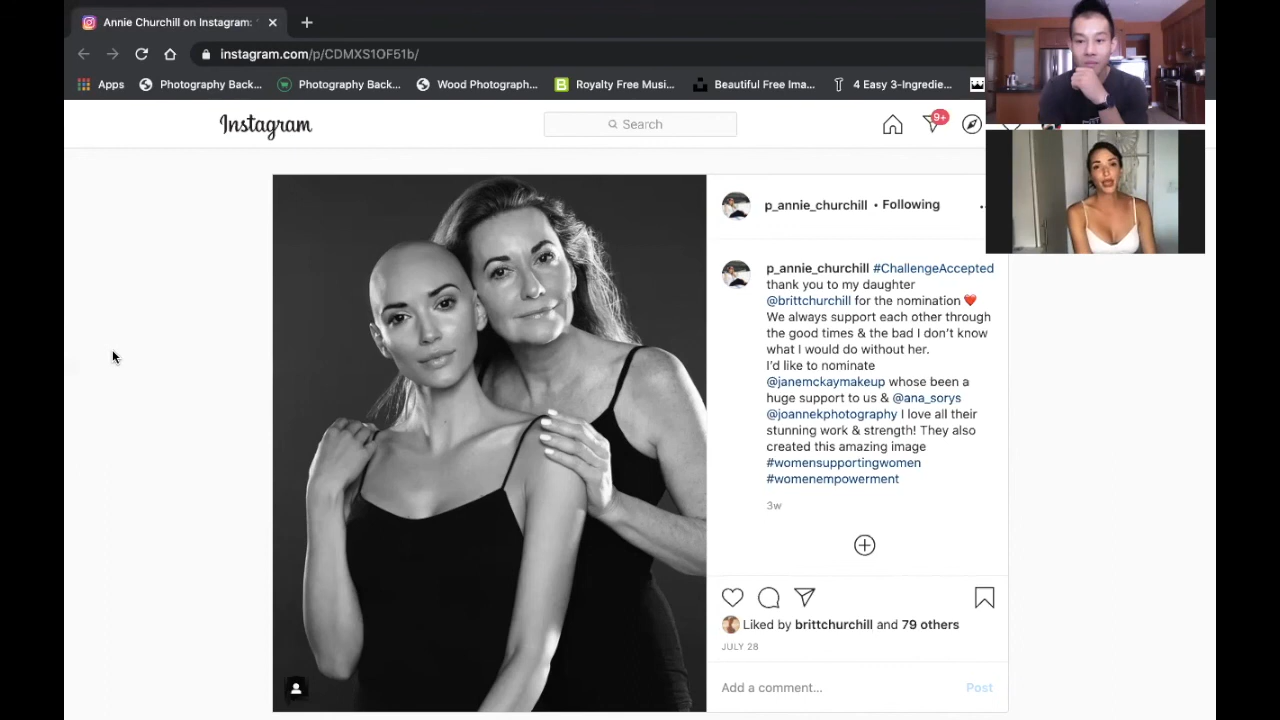 Annie Churchill on Instagram: "
instagram.com/p/CDMXS1OF51b/
Apps
Photography Back...
Photography Back...
Wood Photograph...
Royalty Free Musi...
Beautiful Free Ima...
4 Easy 3-Ingredie...
Instagram
Search
9+
p_annie_churchill • Following
p_annie_churchill #ChallengeAccepted
thank you to my daughter
@brittchurchill for the nomination ❤️
We always support each other through
the good times & the bad I don't know
what I would do without her.
I'd like to nominate
@janemckaymakeup whose been a
huge support to us & @ana_sorys
@joannekphotography I love all their
stunning work & strength! They also
created this amazing image
#womensupportingwomen
#womenempowerment
3w
Liked by brittchurchill and 79 others
JULY 28
Add a comment... Post